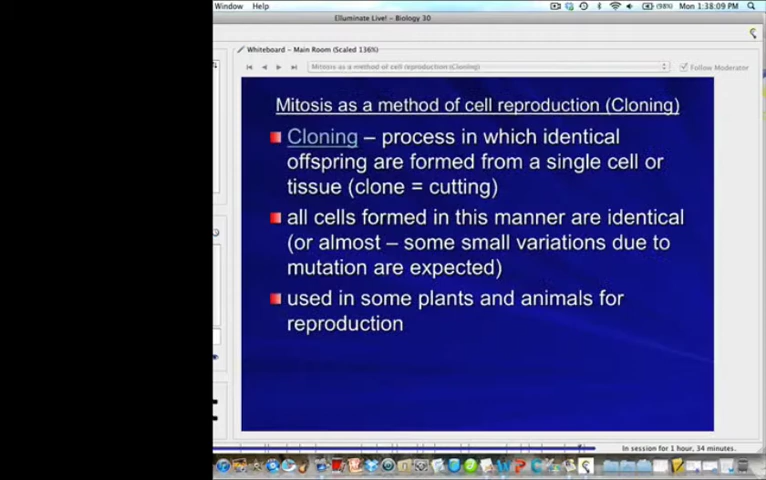 Window Help
(98%) Mon 1:38:09 PM
Elluminate Live! - Biology 30
Whiteboard – Main Room (Scaled 136%)
Mitosis as a method of cell reproduction (Cloning)
Follow Moderator
Mitosis as a method of cell reproduction (Cloning)
Cloning – process in which identical
offspring are formed from a single cell or
tissue (clone = cutting)
all cells formed in this manner are identical
(or almost – some small variations due to
mutation are expected)
used in some plants and animals for
reproduction
In session for 1 hour, 34 minutes.